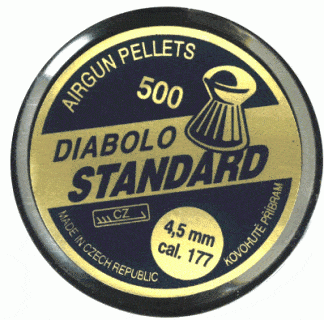 AIRGUN PELLETS
500
DIABOLO
STANDARD
CZ
4,5 mm
cal. 177
MADE IN CZECH REPUBLIC
KOVOHUTĚ PŘÍBRAM